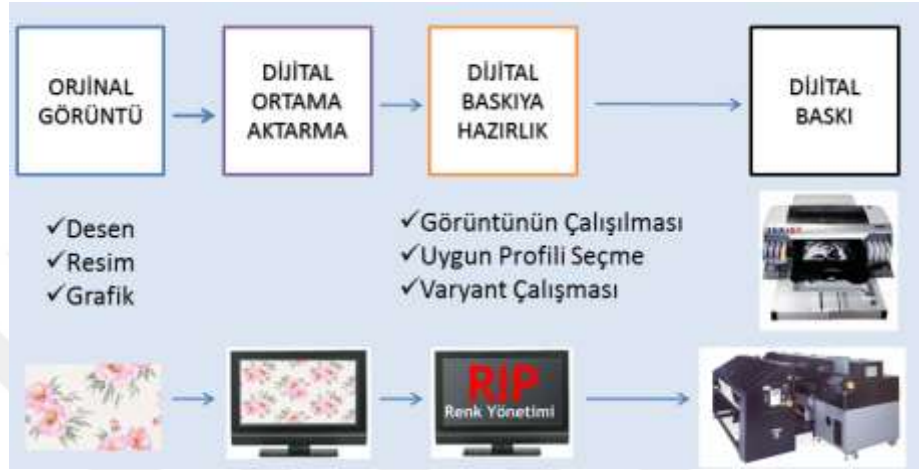 ORJİNAL
GÖRÜNTÜ
DİJİTAL
ORTAMA
AKTARMA
DİJİTAL
BASKIYA
HAZIRLIK
DİJİTAL
BASKI
✓Desen
✓Resim
✓Grafik
✓Görüntünün Çalışılması
✓Uygun Profili Seçme
✓Varyant Çalışması
RİP
Renk Yönetimi